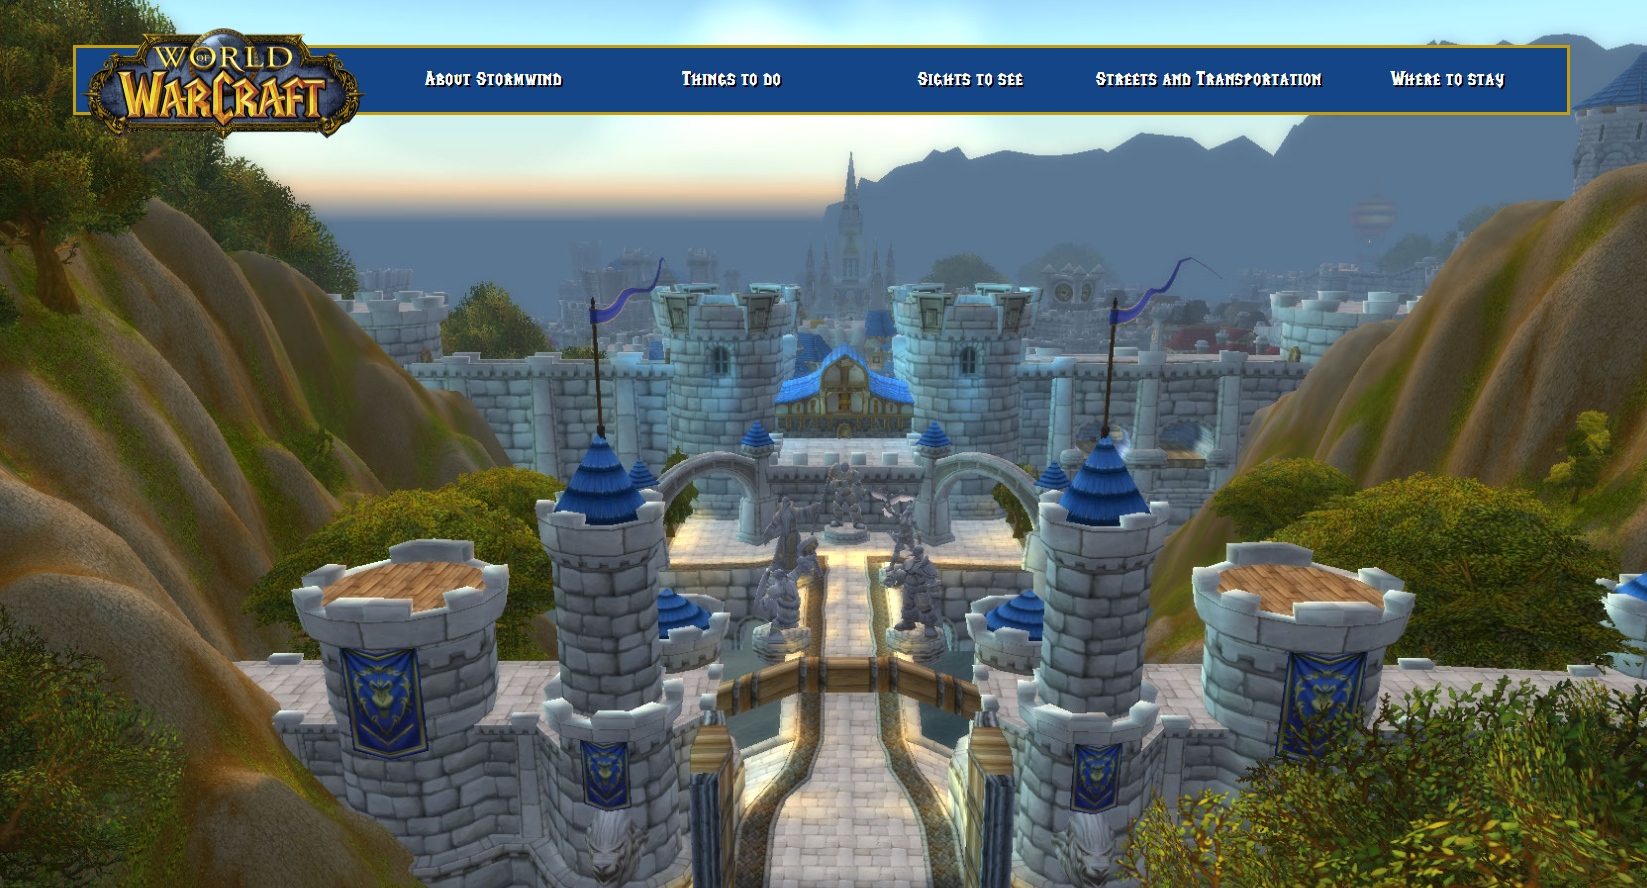 WORLD OF
WARCRAFT
About Stormwind
Things to do
Sights to see
Streets and Transportation
Where to stay